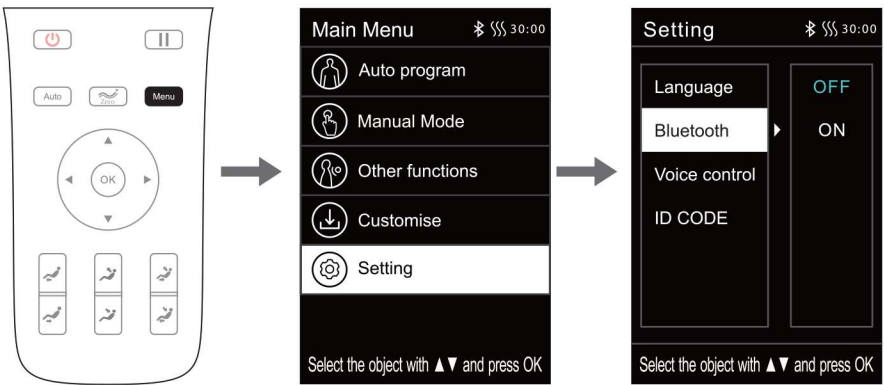 Auto
Zero
Menu
OK
Main Menu 30:00
Auto program
Manual Mode
Other functions
Customise
Setting
Select the object with ▲▼ and press OK
Setting 30:00
Language
Bluetooth
Voice control
ID CODE
OFF
ON
Select the object with ▲▼ and press OK